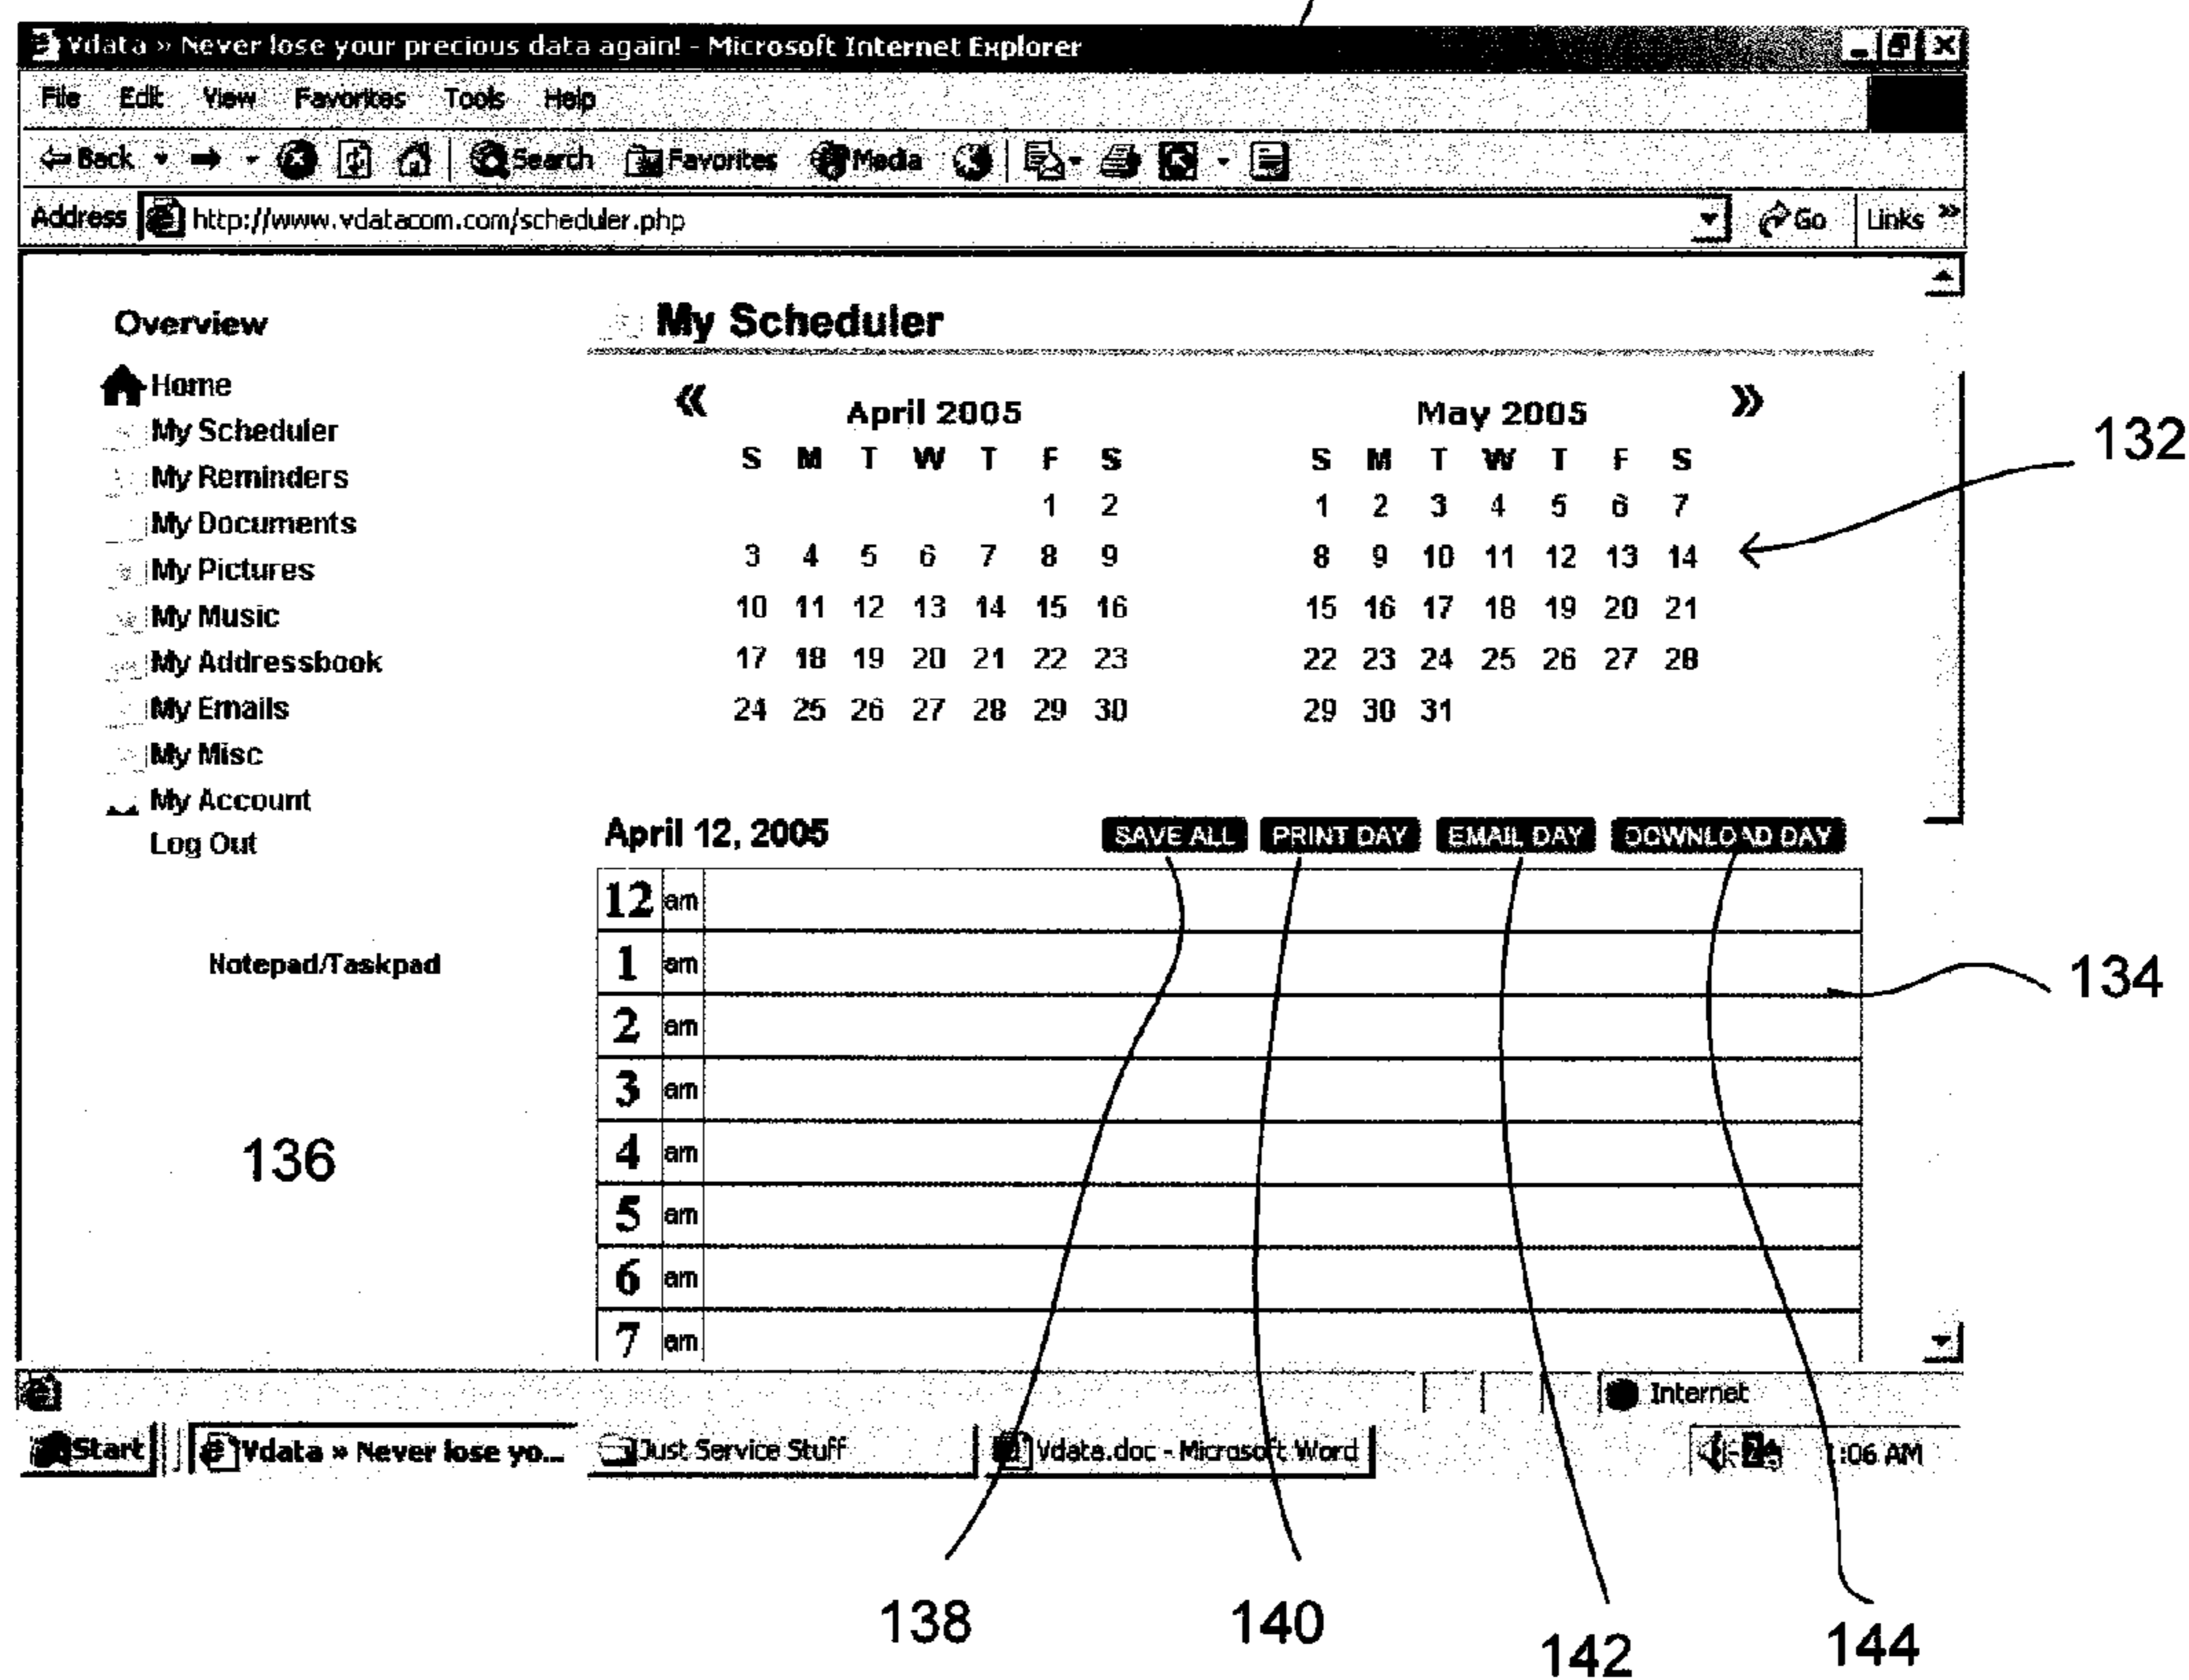 Vdata » Never lose your precious data again! - Microsoft Internet Explorer
File Edit View Favorites Tools Help
Back Search Favorites Media
Address http://www.vdatacom.com/scheduler.php Go Links »
Overview
Home
My Scheduler
My Reminders
My Documents
My Pictures
My Music
My Addressbook
My Emails
My Misc
My Account
Log Out
Notepad/Taskpad
136
My Scheduler
« April 2005 May 2005 »
S M T W T F S S M T W T F S
1 2 1 2 3 4 5 6 7
3 4 5 6 7 8 9 8 9 10 11 12 13 14
10 11 12 13 14 15 16 15 16 17 18 19 20 21
17 18 19 20 21 22 23 22 23 24 25 26 27 28
24 25 26 27 28 29 30 29 30 31
132
April 12, 2005 SAVE ALL PRINT DAY EMAIL DAY DOWNLOAD DAY
12 am
1 am
2 am
3 am
4 am
5 am
6 am
7 am
134
Internet
Start Vdata » Never lose yo... Just Service Stuff Vdata.doc - Microsoft Word 1:06 AM
138 140 142 144